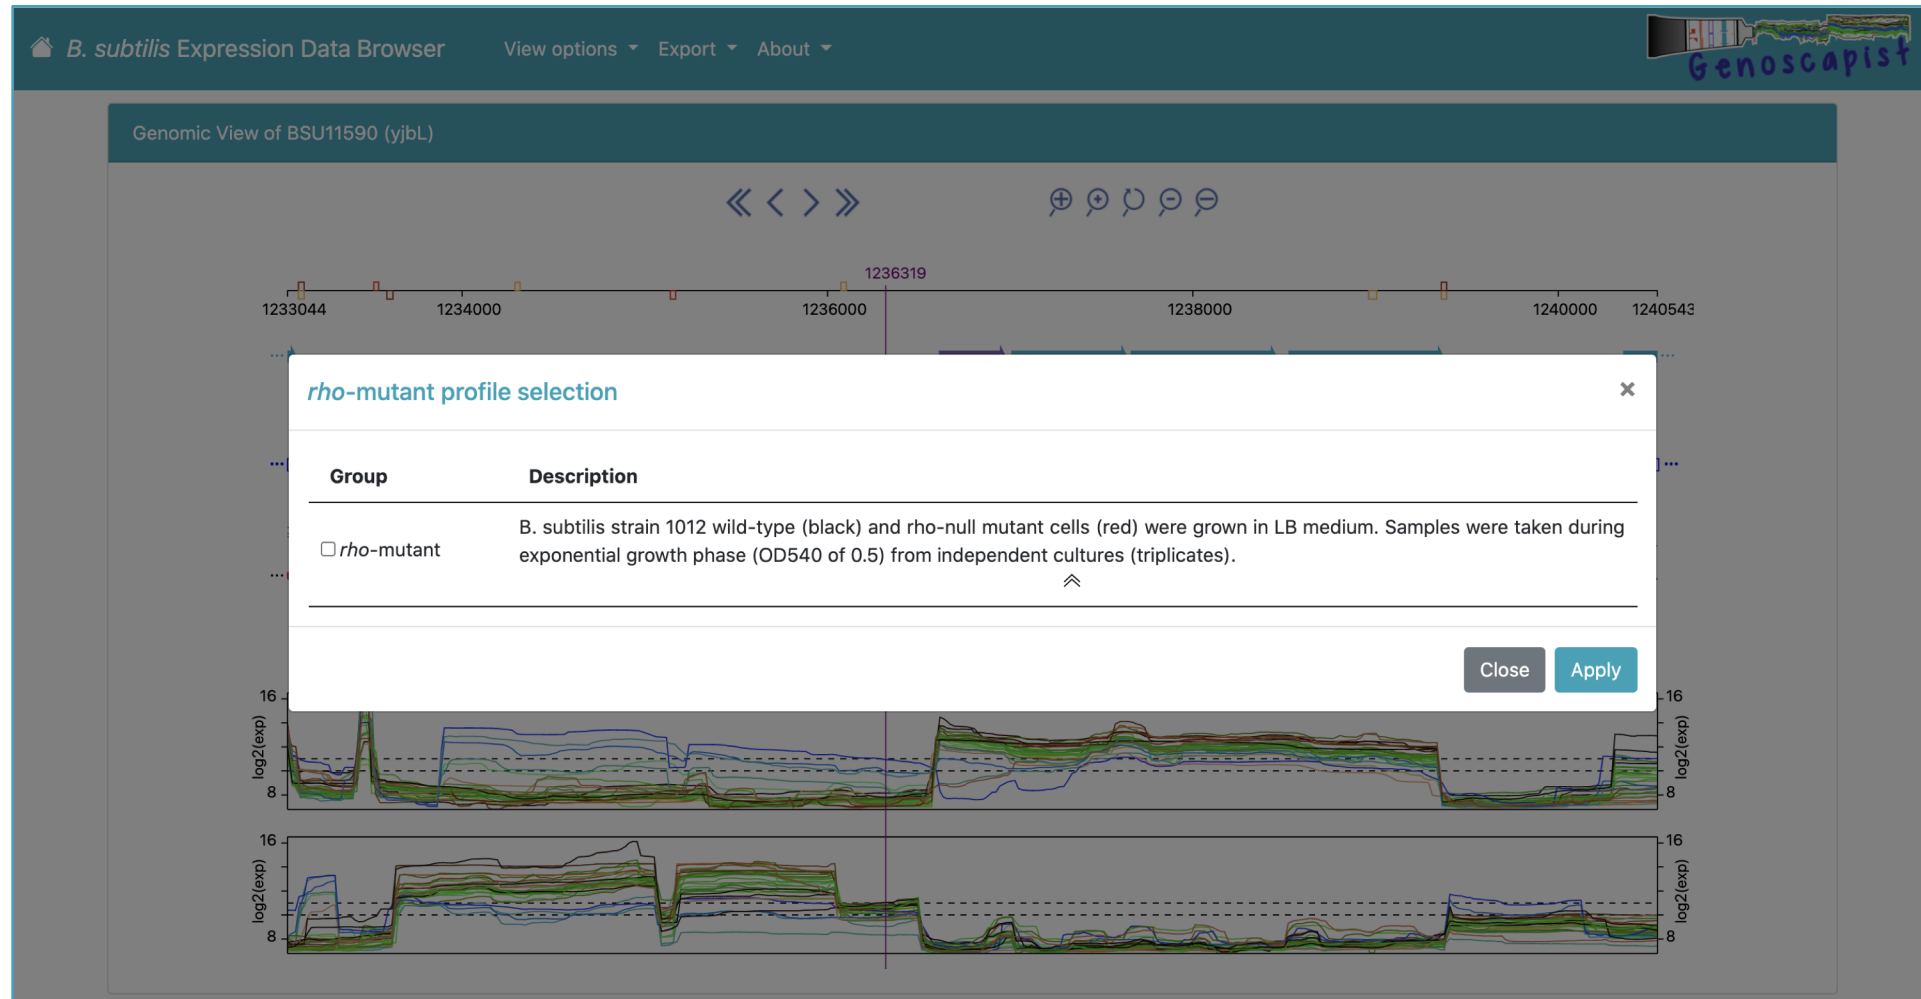 B. subtilis Expression Data Browser View options Export About
Genoscapist
Genomic View of BSU11590 (yjbL)
1236319
1233044 1234000 1236000 1238000 1240000 1240543
rho-mutant profile selection ×
Group Description
rho-mutant
B. subtilis strain 1012 wild-type (black) and rho-null mutant cells (red) were grown in LB medium. Samples were taken during
exponential growth phase (OD540 of 0.5) from independent cultures (triplicates).
Close Apply
16 16
log2(exp) log2(exp)
8 8
16 16
log2(exp) log2(exp)
8 8